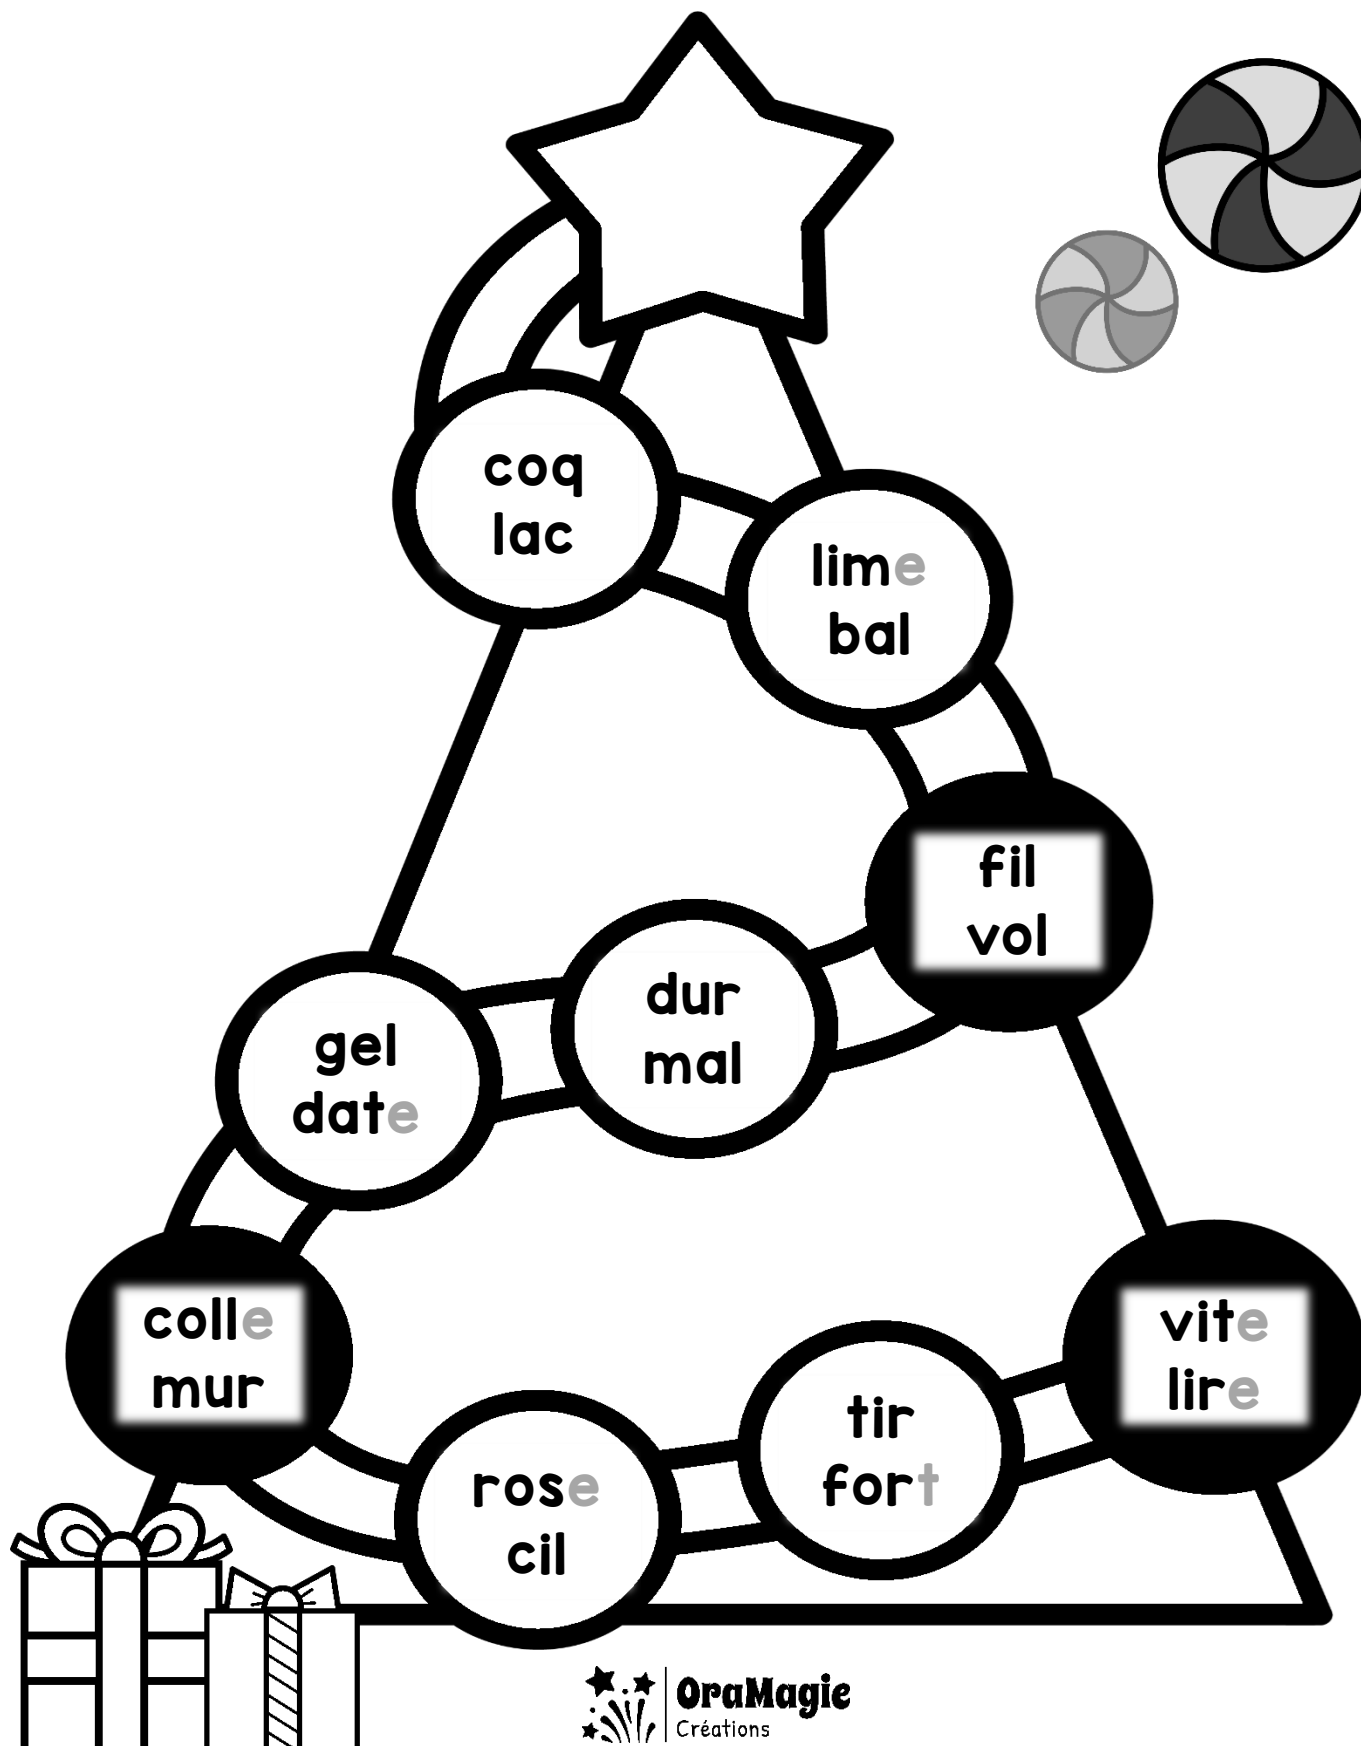 coq
lac
lime
bal
fil
vol
dur
mal
gel
date
colle
mur
vite
lire
tir
fort
rose
cil
OraMagie
Créations